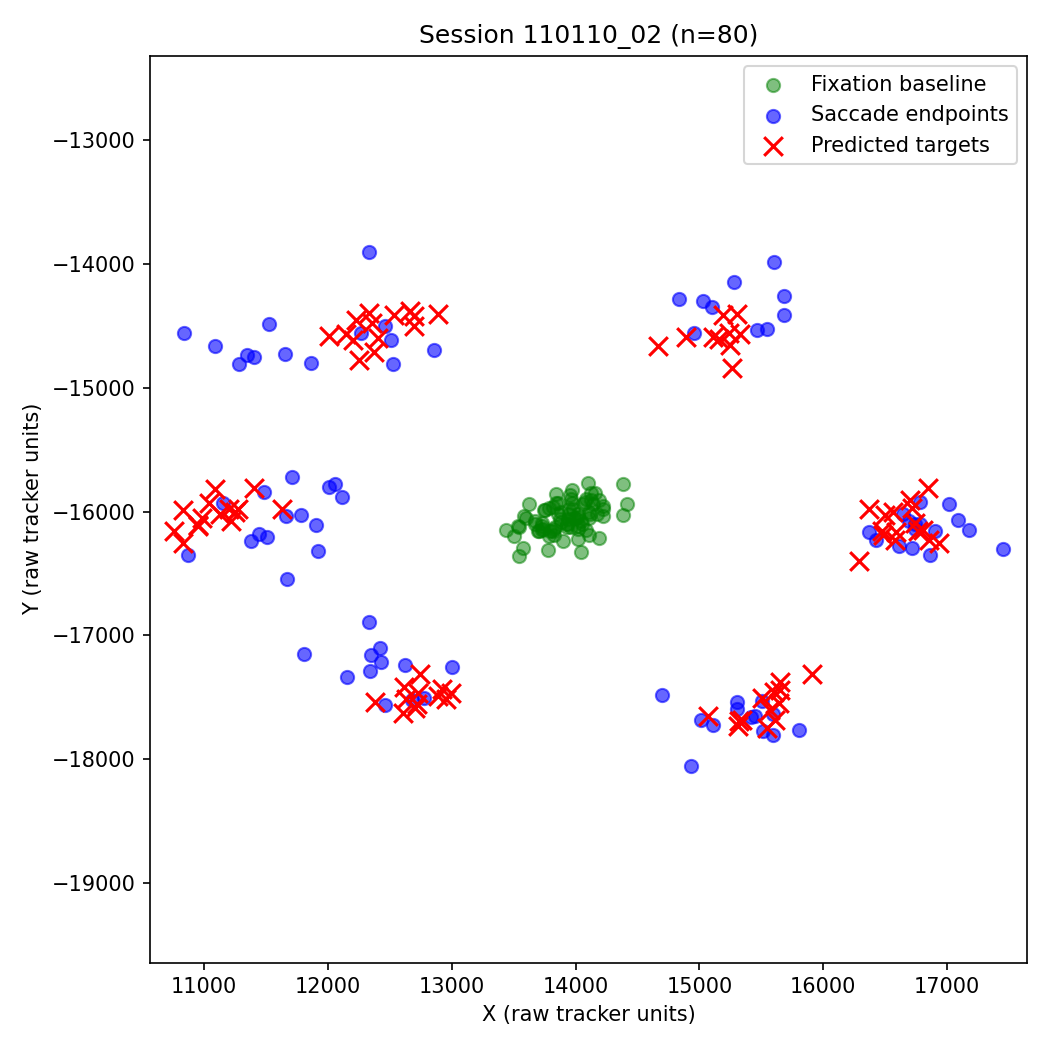 Session 110110_02 (n=80)
Fixation baseline
Saccade endpoints
Predicted targets
−13000
−14000
−15000
−16000
−17000
−18000
−19000
Y (raw tracker units)
11000 12000 13000 14000 15000 16000 17000
X (raw tracker units)